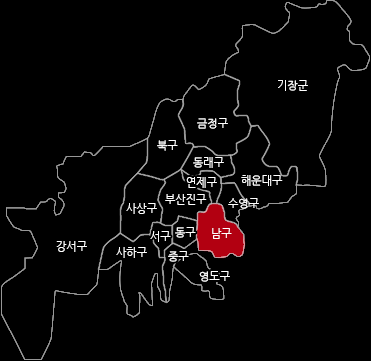 기장군
금정구
북구
동래구
연제구
해운대구
부산진구
수영구
사상구
남구
동구
서구
강서구
사하구
중구
영도구